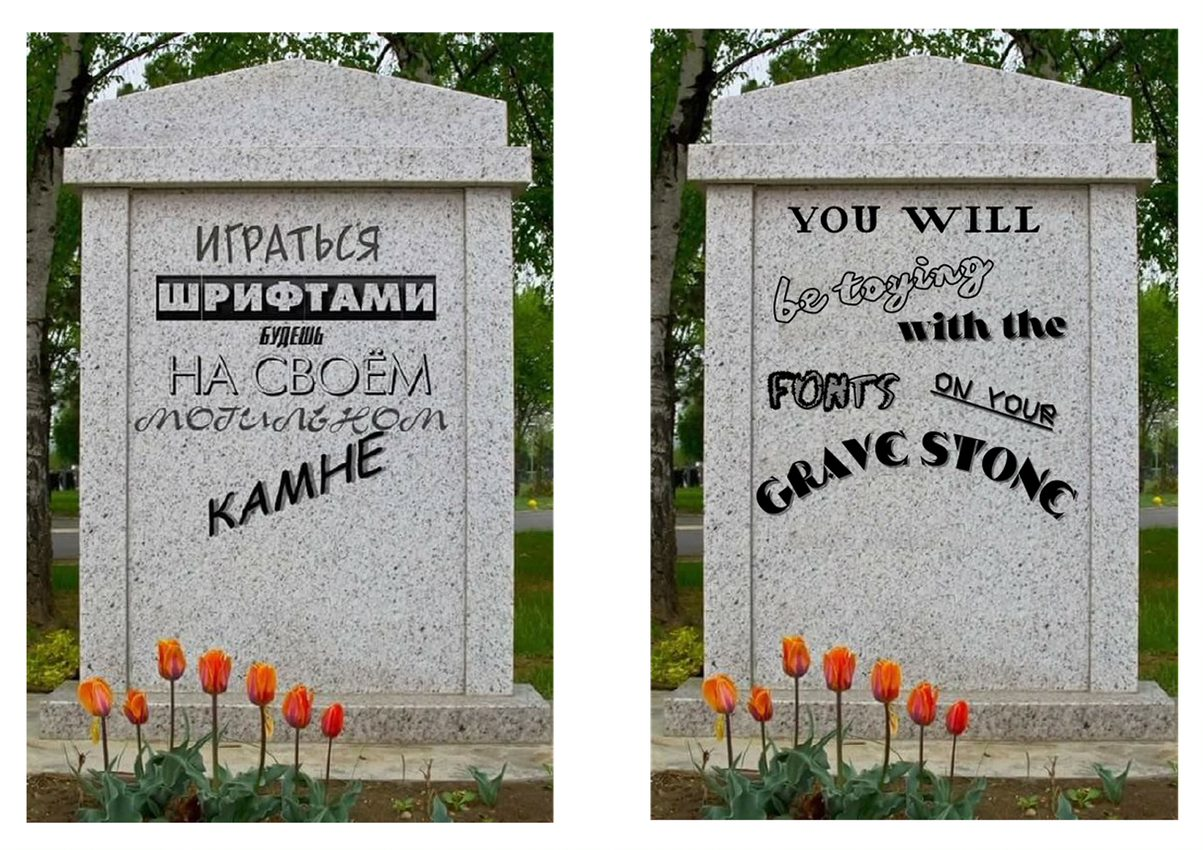 ИГРАТЬСЯ
ШРИФТАМИ
БУДЕШЬ
НА СВОЁМ
могильном
КАМНЕ
YOU WILL
be toying
with the
FONTS
ON YOUR
GRAVE STONE